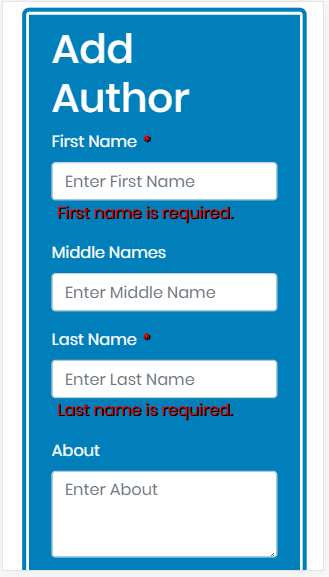 Add
Author
First Name *
Enter First Name
First name is required.
Middle Names
Enter Middle Name
Last Name *
Enter Last Name
Last name is required.
About
Enter About